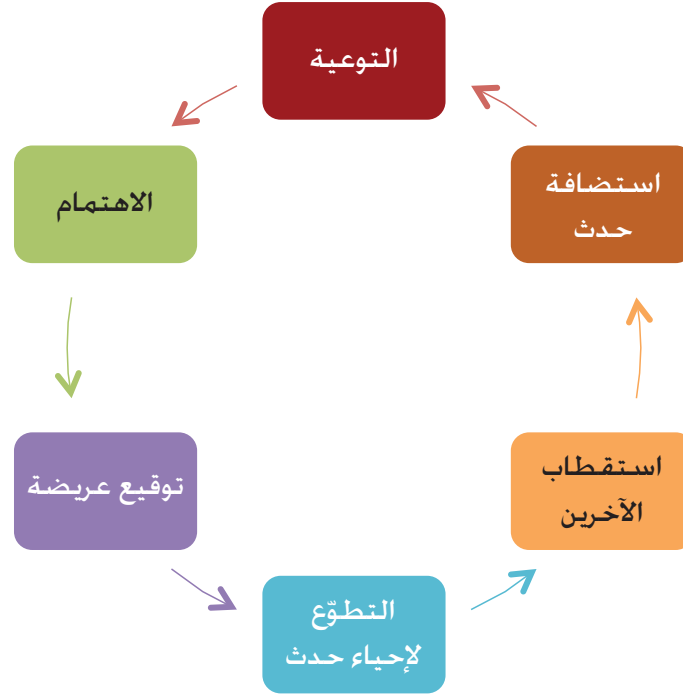 التوعية
الاهتمام
توقيع عريضة
التطوّع
لإحياء حدث
استقطاب
الآخرين
استضافة
حدث